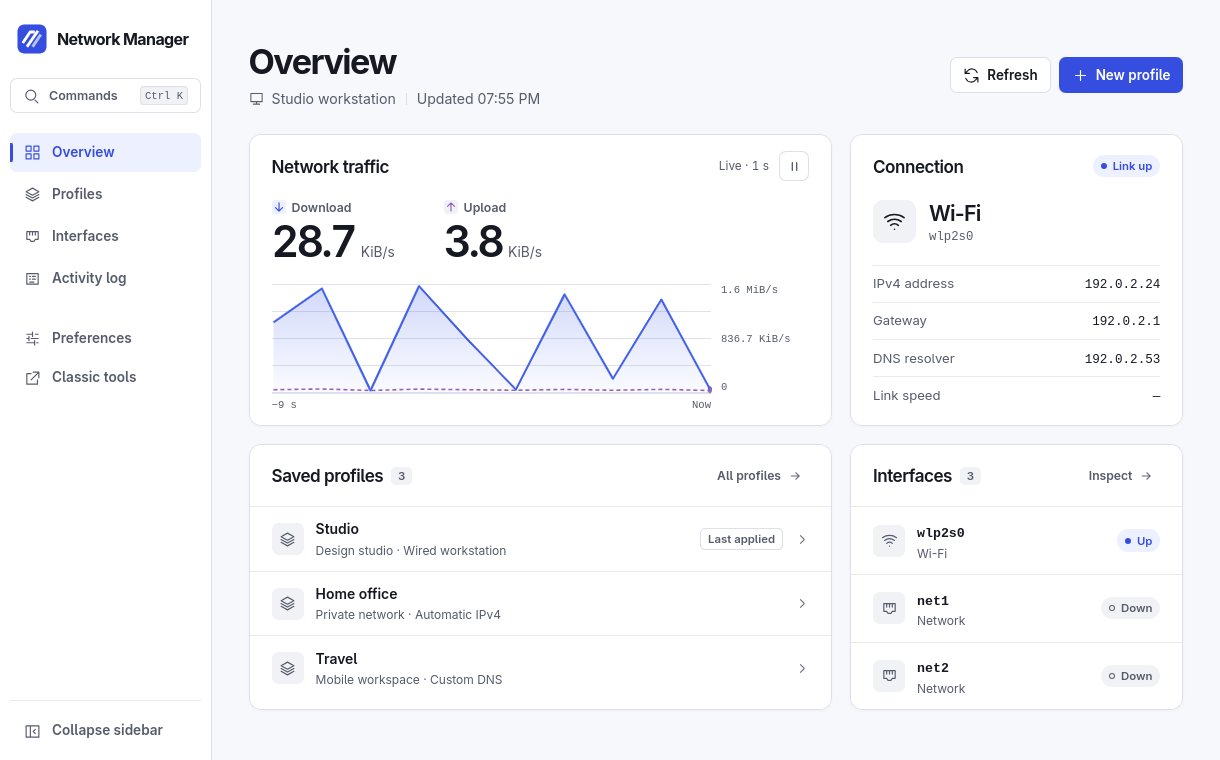 Network Manager
Commands Ctrl K
Overview
Profiles
Interfaces
Activity log
Preferences
Classic tools
Collapse sidebar
Overview
Studio workstation Updated 07:55 PM
Refresh
New profile
Network traffic
Live · 1 s
Download
28.7 KiB/s
Upload
3.8 KiB/s
1.6 MiB/s
836.7 KiB/s
0
−9 s
Now
Connection
Link up
Wi-Fi
wlp2s0
IPv4 address 192.0.2.24
Gateway 192.0.2.1
DNS resolver 192.0.2.53
Link speed —
Saved profiles 3
All profiles
Studio
Design studio · Wired workstation
Last applied
Home office
Private network · Automatic IPv4
Travel
Mobile workspace · Custom DNS
Interfaces 3
Inspect
wlp2s0
Wi-Fi
Up
net1
Network
Down
net2
Network
Down